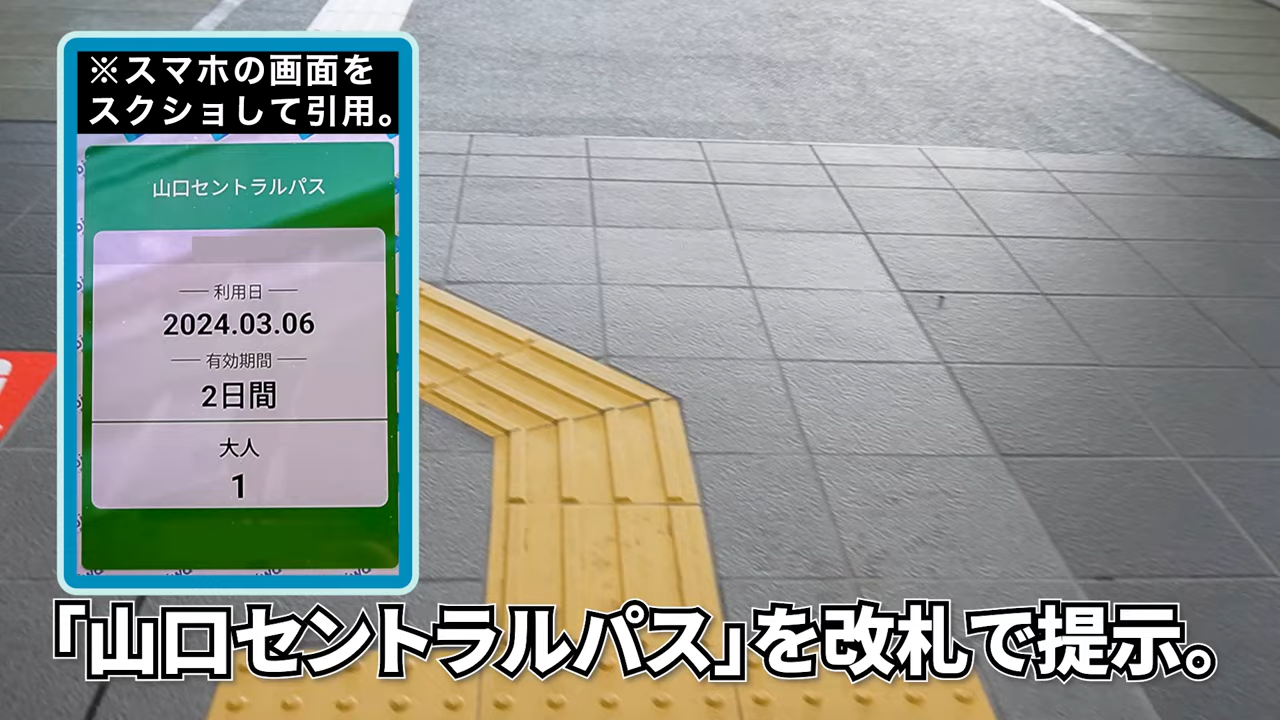 ※スマホの画面を
スクショして引用。
山口セントラルパス
利用日
2024.03.06
有効期間
2日間
大人
1
「山口セントラルパス」を改札で提示。